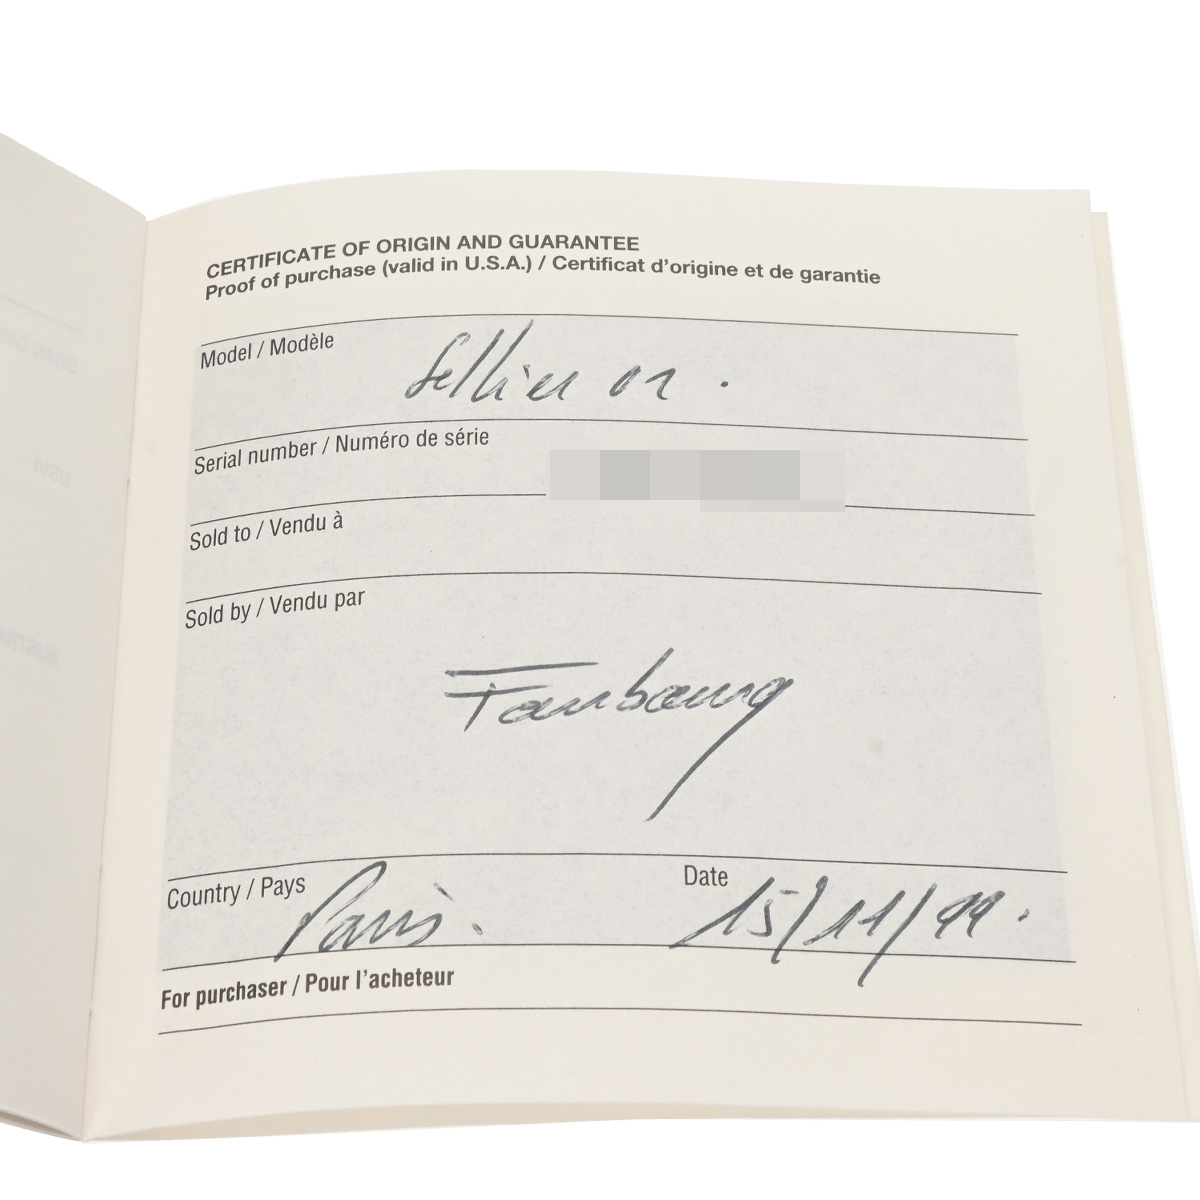 CERTIFICATE OF ORIGIN AND GUARANTEE
Proof of purchase (valid in U.S.A.) / Certificat d'origine et de garantie
Model / Modèle Sellier or.
Serial number / Numéro de série
Sold to / Vendu à
Sold by / Vendu par
Faubourg
Country / Pays Paris. Date 15/11/99.
For purchaser / Pour l'acheteur
USVI